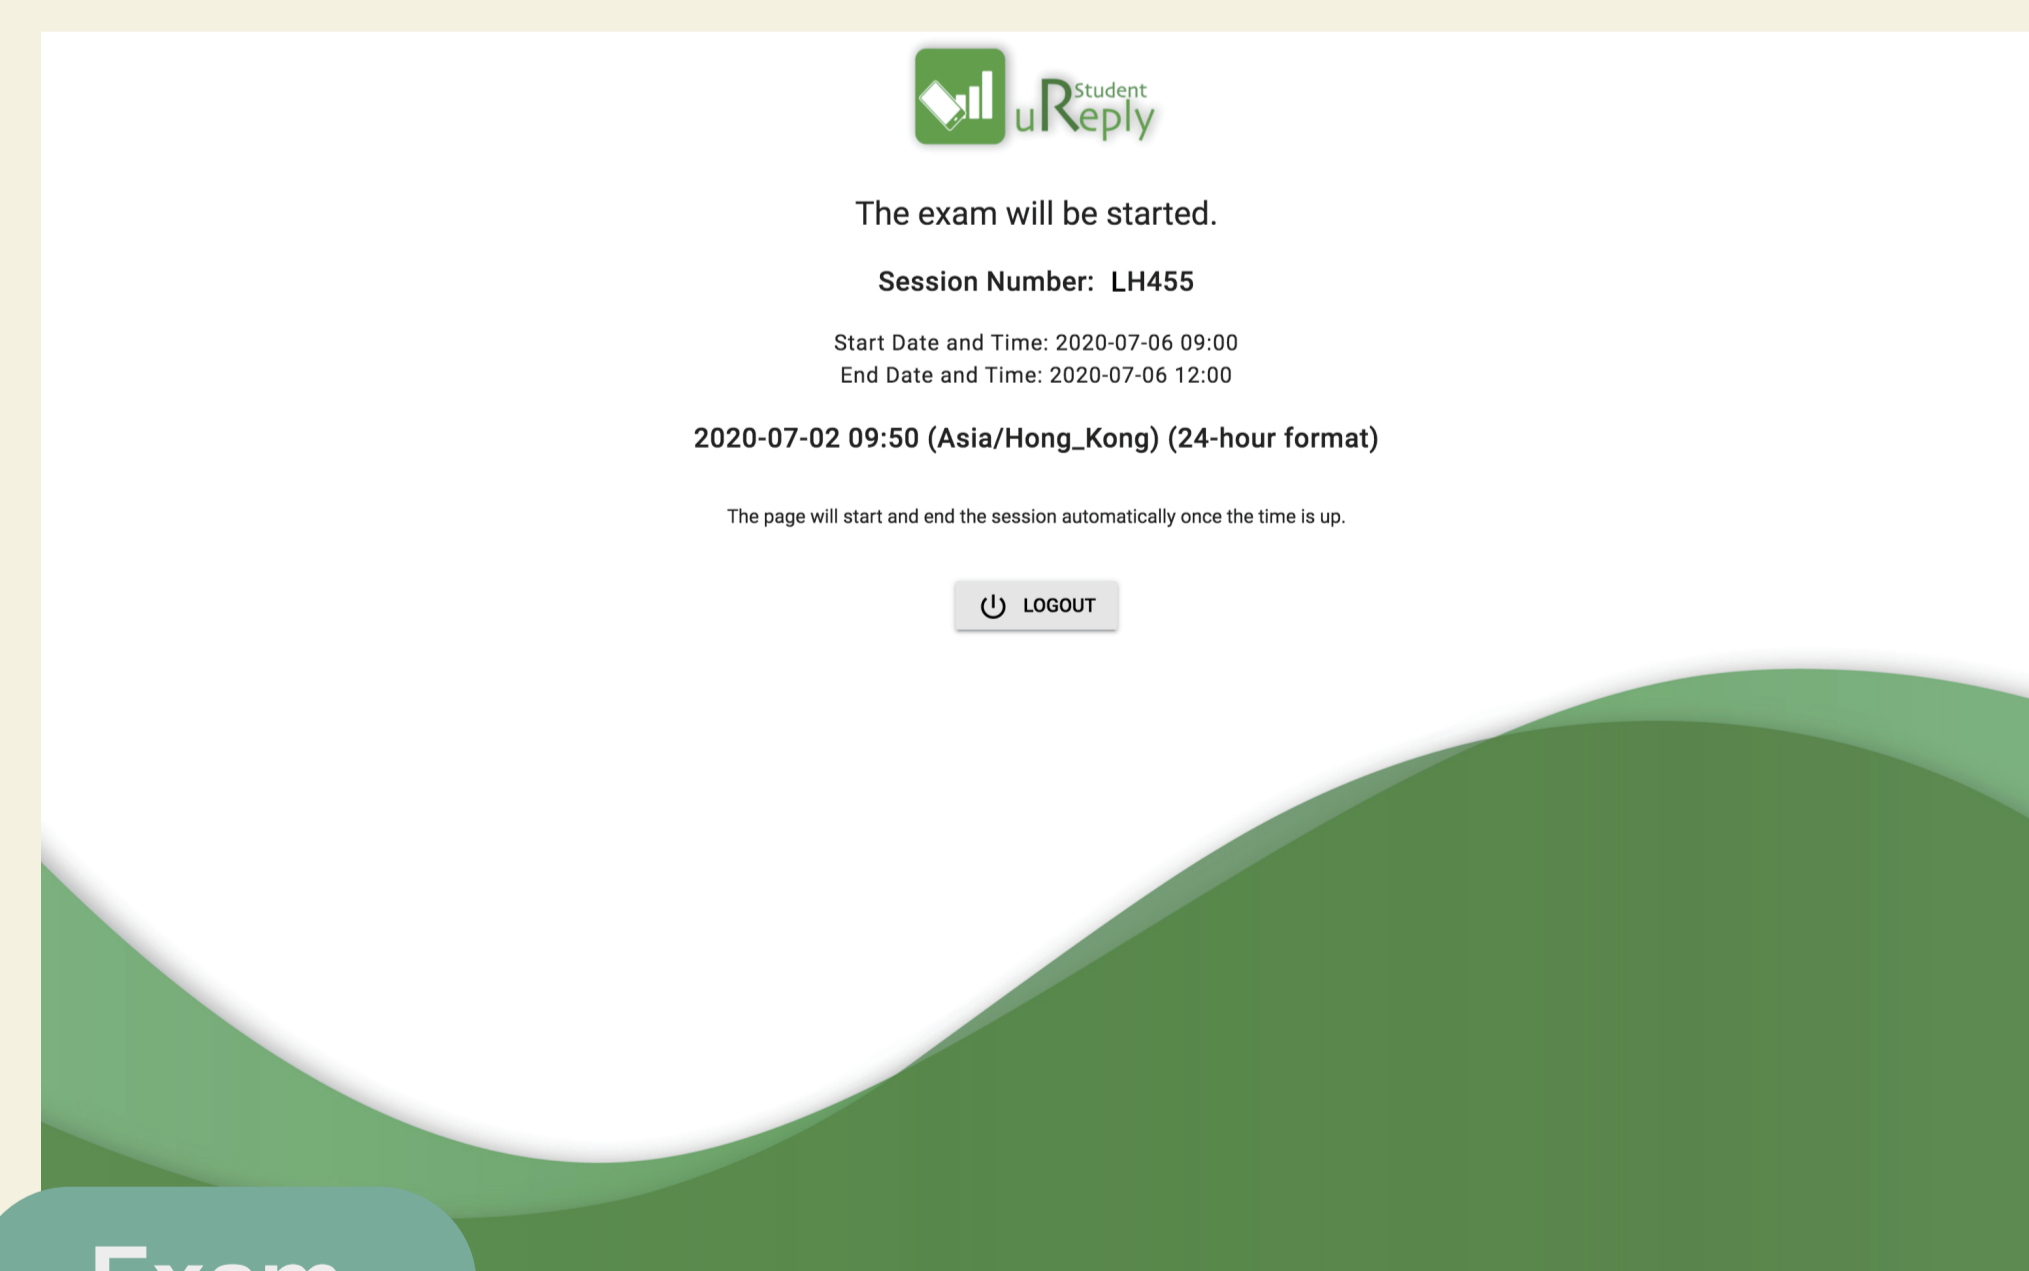 Student
uReply
The exam will be started.
Session Number: LH455
Start Date and Time: 2020-07-06 09:00
End Date and Time: 2020-07-06 12:00
2020-07-02 09:50 (Asia/Hong_Kong) (24-hour format)
The page will start and end the session automatically once the time is up.
LOGOUT
Exam